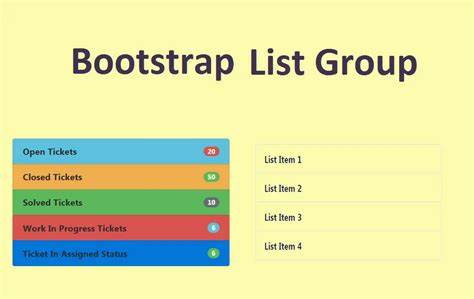 Bootstrap List Group
Open Tickets 20
Closed Tickets 50
Solved Tickets 10
Work In Progress Tickets 6
Ticket In Assigned Status 6
List Item 1
List Item 2
List Item 3
List Item 4